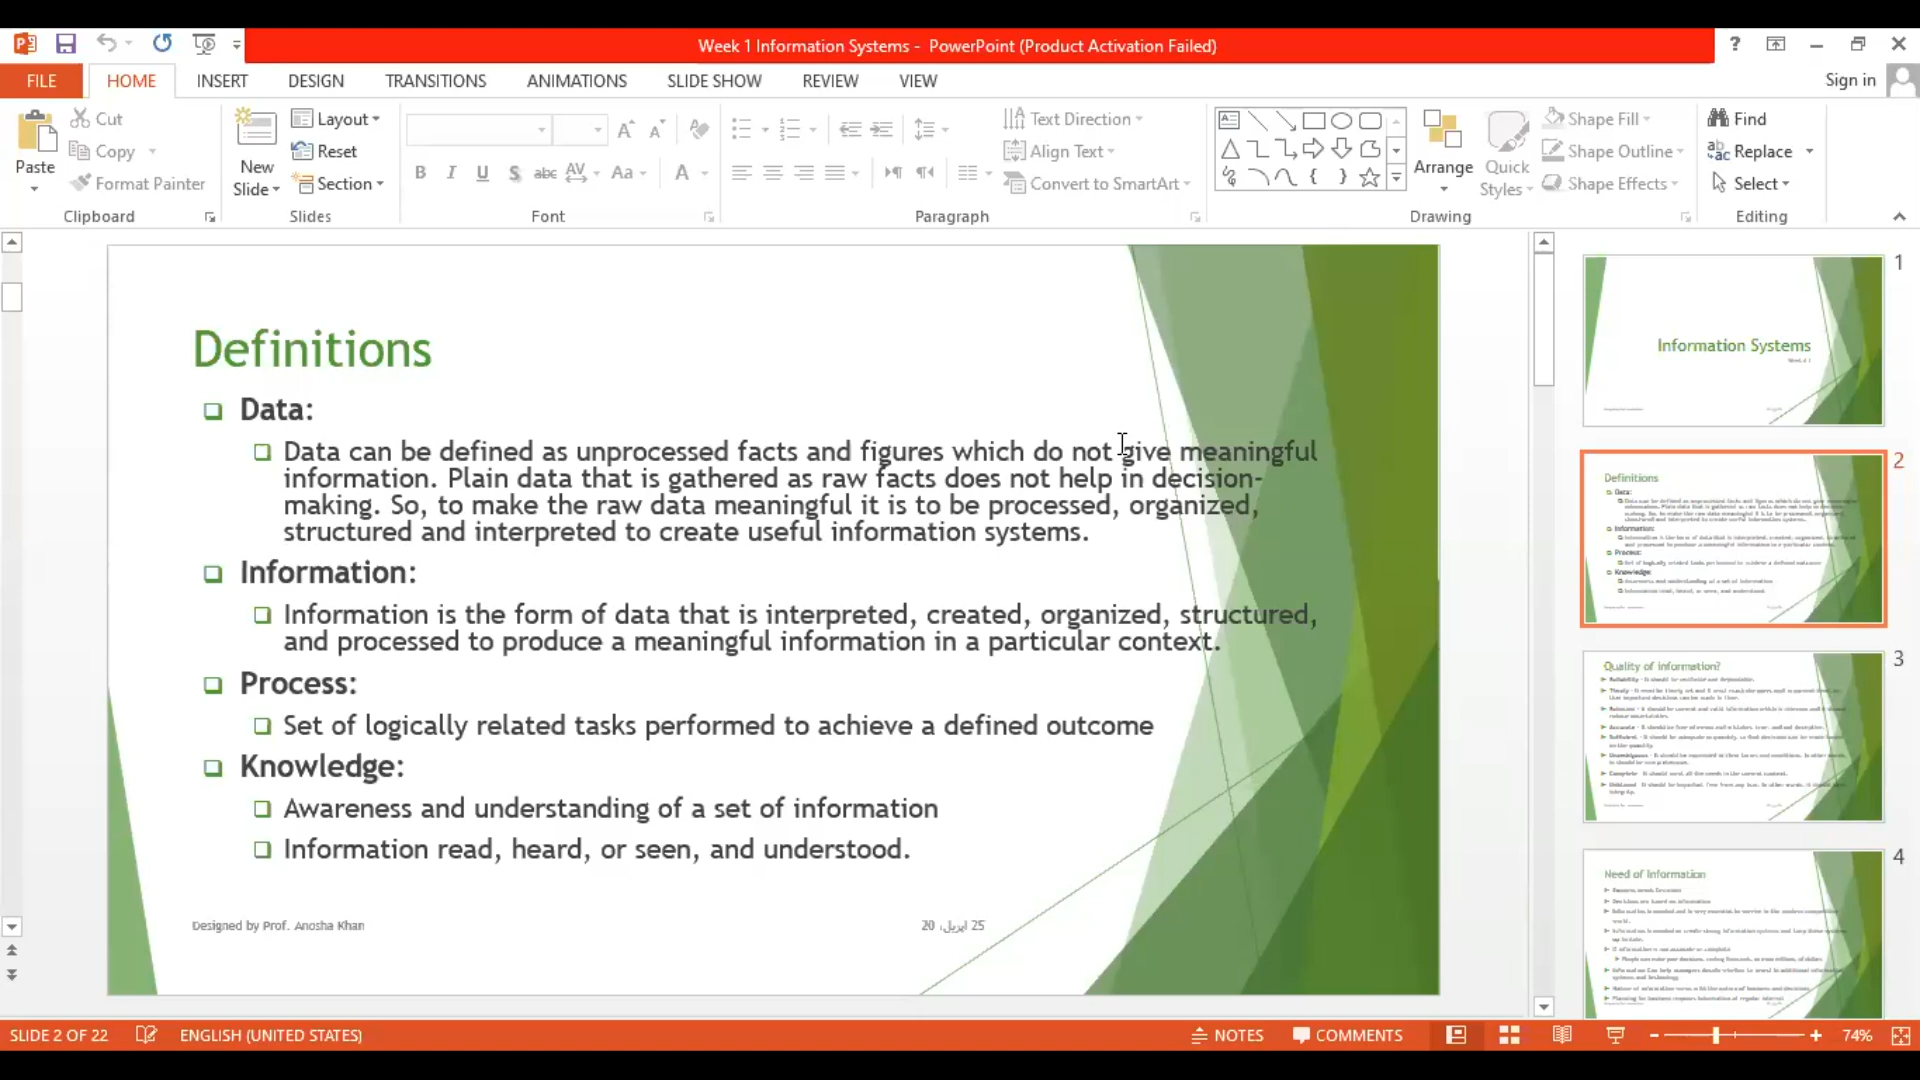 Week 1 Information Systems - PowerPoint (Product Activation Failed)
FILE HOME INSERT DESIGN TRANSITIONS ANIMATIONS SLIDE SHOW REVIEW VIEW Sign in
Paste
Cut
Copy
Format Painter
Clipboard
New Slide
Layout
Reset
Section
Slides
Font
Text Direction
Align Text
Convert to SmartArt
Paragraph
Arrange
Quick Styles
Shape Fill
Shape Outline
Shape Effects
Drawing
Find
Replace
Select
Editing
Definitions
Data:
Data can be defined as unprocessed facts and figures which do not give meaningful
information. Plain data that is gathered as raw facts does not help in decision-
making. So, to make the raw data meaningful it is to be processed, organized,
structured and interpreted to create useful information systems.
Information:
Information is the form of data that is interpreted, created, organized, structured,
and processed to produce a meaningful information in a particular context.
Process:
Set of logically related tasks performed to achieve a defined outcome
Knowledge:
Awareness and understanding of a set of information
Information read, heard, or seen, and understood.
Designed by Prof. Anosha Khan
25 اپریل، 20
1
Information Systems
2
Definitions
Data:
Information:
Process:
Knowledge:
3
Quality of information?
4
Need of Information
SLIDE 2 OF 22 ENGLISH (UNITED STATES) NOTES COMMENTS 74%